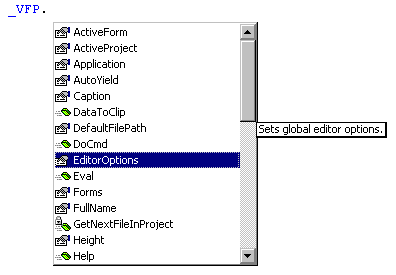 _VFP.
ActiveForm
ActiveProject
Application
AutoYield
Caption
DataToClip
DefaultFilePath
Sets global editor options.
DoCmd
EditorOptions
Eval
Forms
FullName
GetNextFileInProject
Height
Help